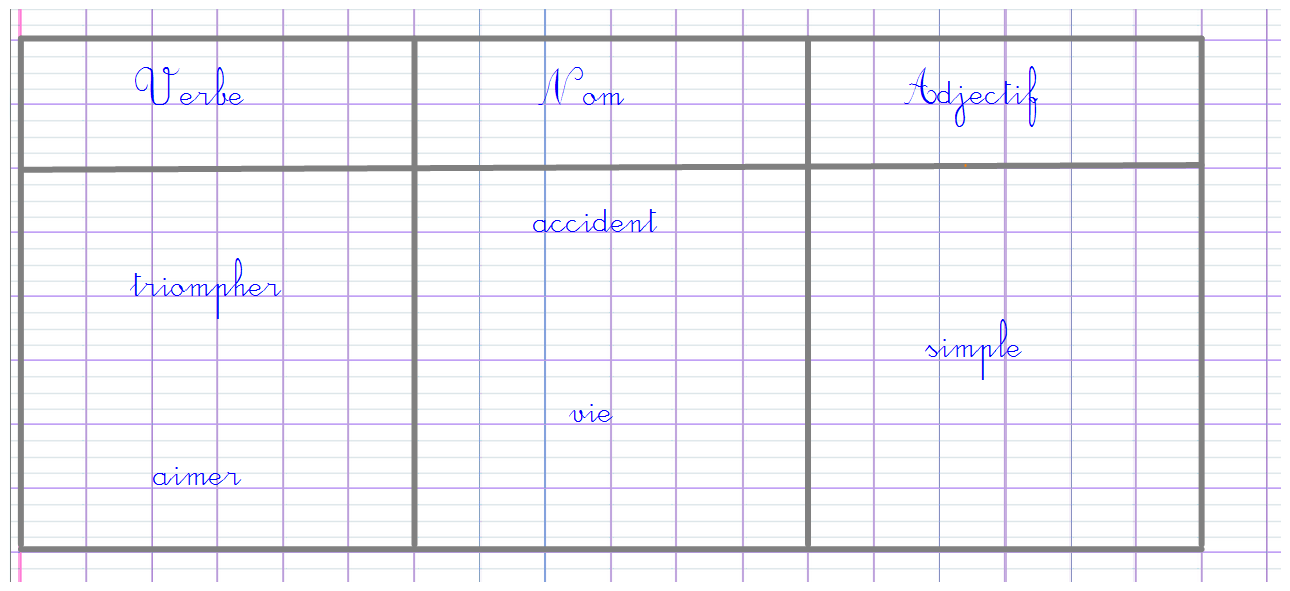 Verbe Nom Adjectif
accident
triompher
simple
vie
aimer